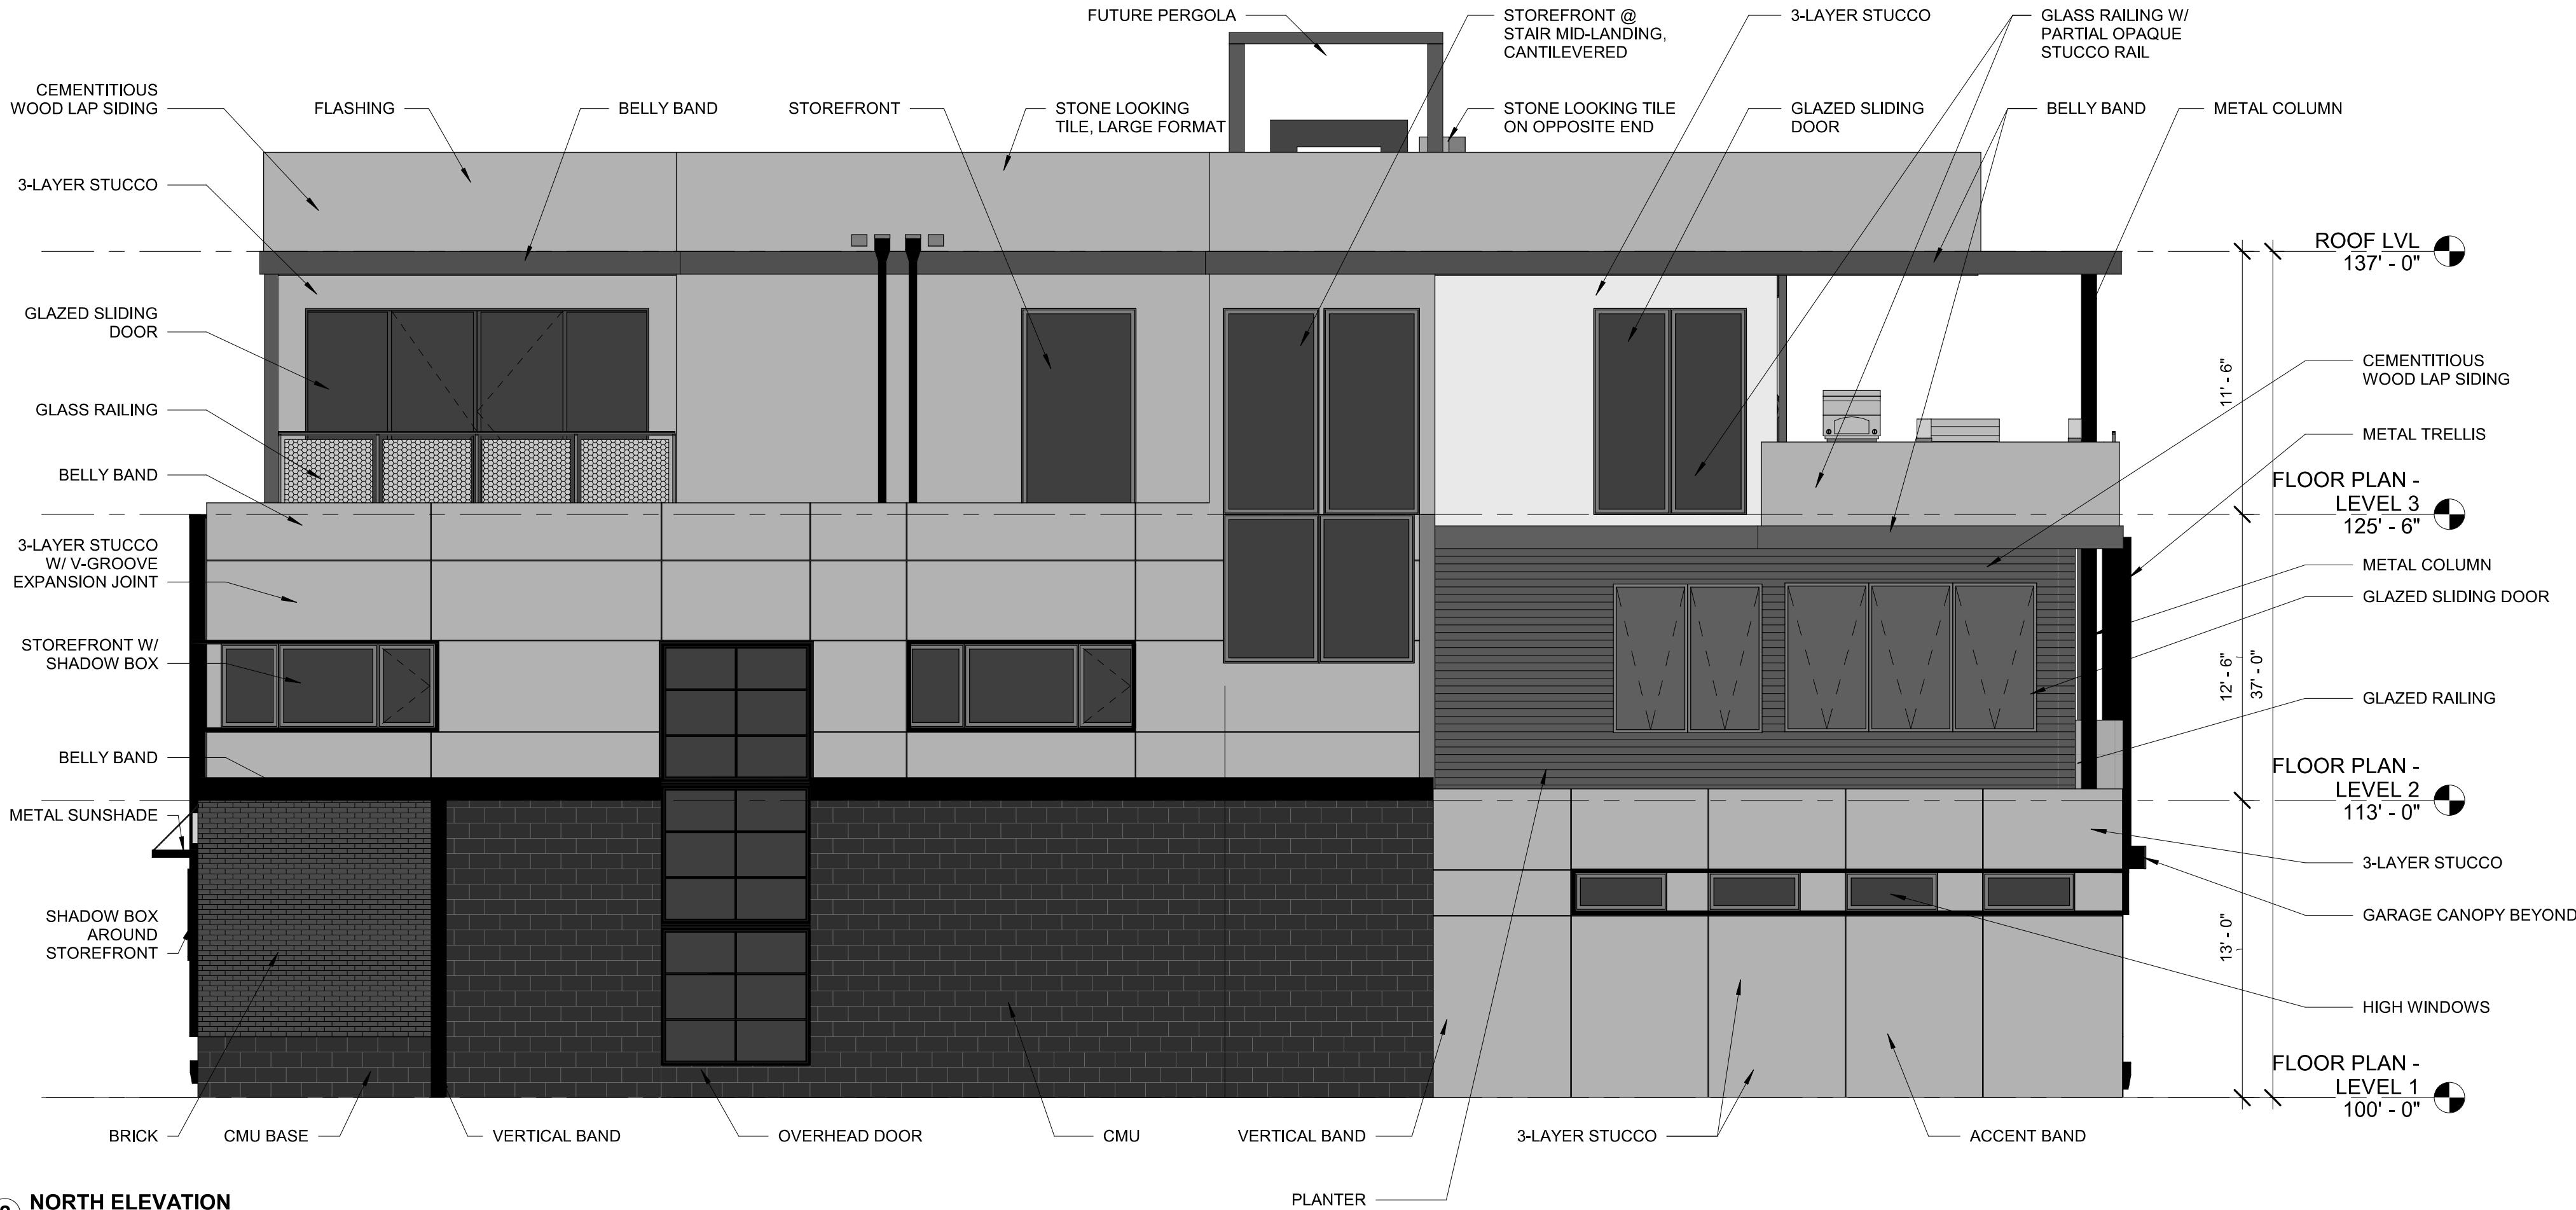 FUTURE PERGOLA
STOREFRONT @
STAIR MID-LANDING,
CANTILEVERED
3-LAYER STUCCO
GLASS RAILING W/
PARTIAL OPAQUE
STUCCO RAIL
CEMENTITIOUS
WOOD LAP SIDING
FLASHING
BELLY BAND
STOREFRONT
STONE LOOKING
TILE, LARGE FORMAT
STONE LOOKING TILE
ON OPPOSITE END
GLAZED SLIDING
DOOR
BELLY BAND
METAL COLUMN
3-LAYER STUCCO
GLAZED SLIDING
DOOR
GLASS RAILING
BELLY BAND
3-LAYER STUCCO
W/ V-GROOVE
EXPANSION JOINT
STOREFRONT W/
SHADOW BOX
BELLY BAND
METAL SUNSHADE
SHADOW BOX
AROUND
STOREFRONT
ROOF LVL
137' - 0"
11' - 6"
CEMENTITIOUS
WOOD LAP SIDING
METAL TRELLIS
FLOOR PLAN -
LEVEL 3
125' - 6"
METAL COLUMN
GLAZED SLIDING DOOR
12' - 6"
37' - 0"
GLAZED RAILING
FLOOR PLAN -
LEVEL 2
113' - 0"
3-LAYER STUCCO
GARAGE CANOPY BEYOND
13' - 0"
HIGH WINDOWS
FLOOR PLAN -
LEVEL 1
100' - 0"
BRICK
CMU BASE
VERTICAL BAND
OVERHEAD DOOR
CMU
VERTICAL BAND
3-LAYER STUCCO
ACCENT BAND
PLANTER
NORTH ELEVATION